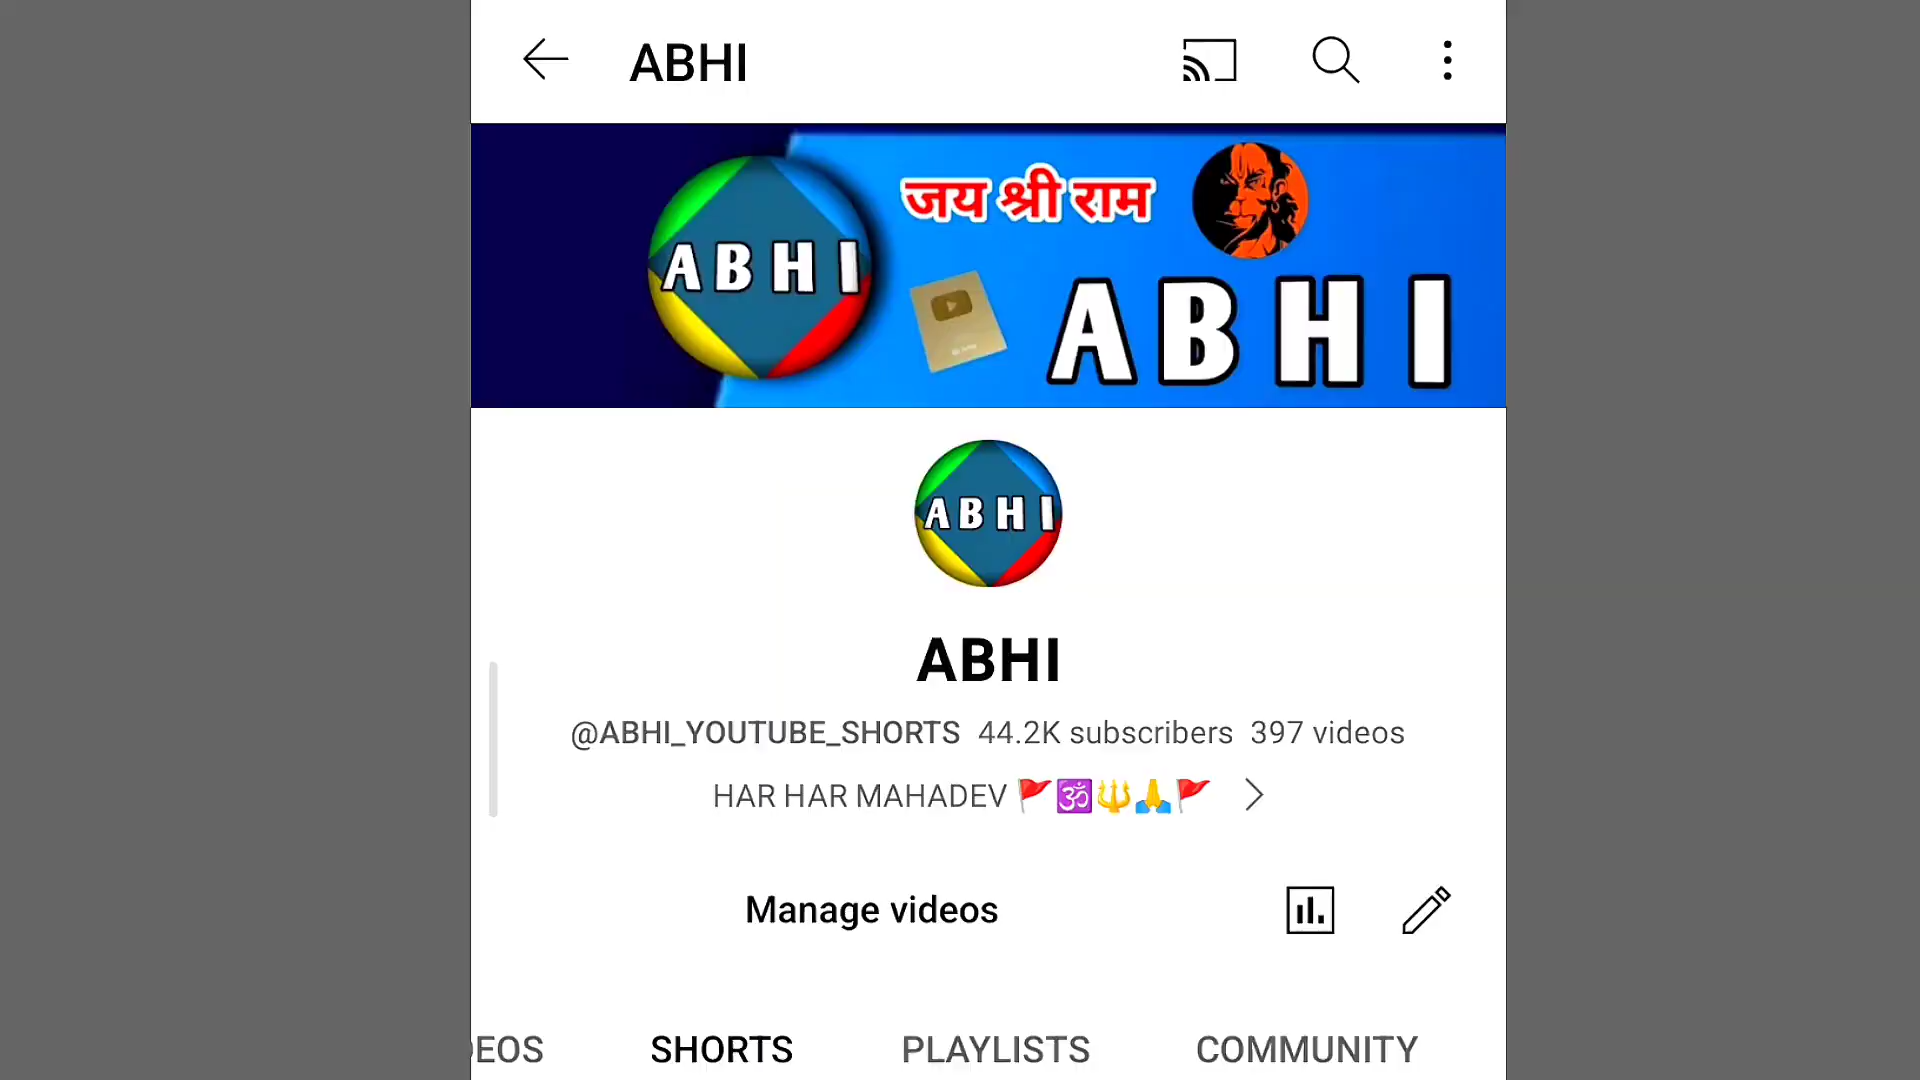 ABHI
जय श्री राम
ABHI
ABHI
ABHI
ABHI
@ABHI_YOUTUBE_SHORTS 44.2K subscribers 397 videos
HAR HAR MAHADEV 🚩🕉️🔱🙏🚩
Manage videos
EOS SHORTS PLAYLISTS COMMUNITY